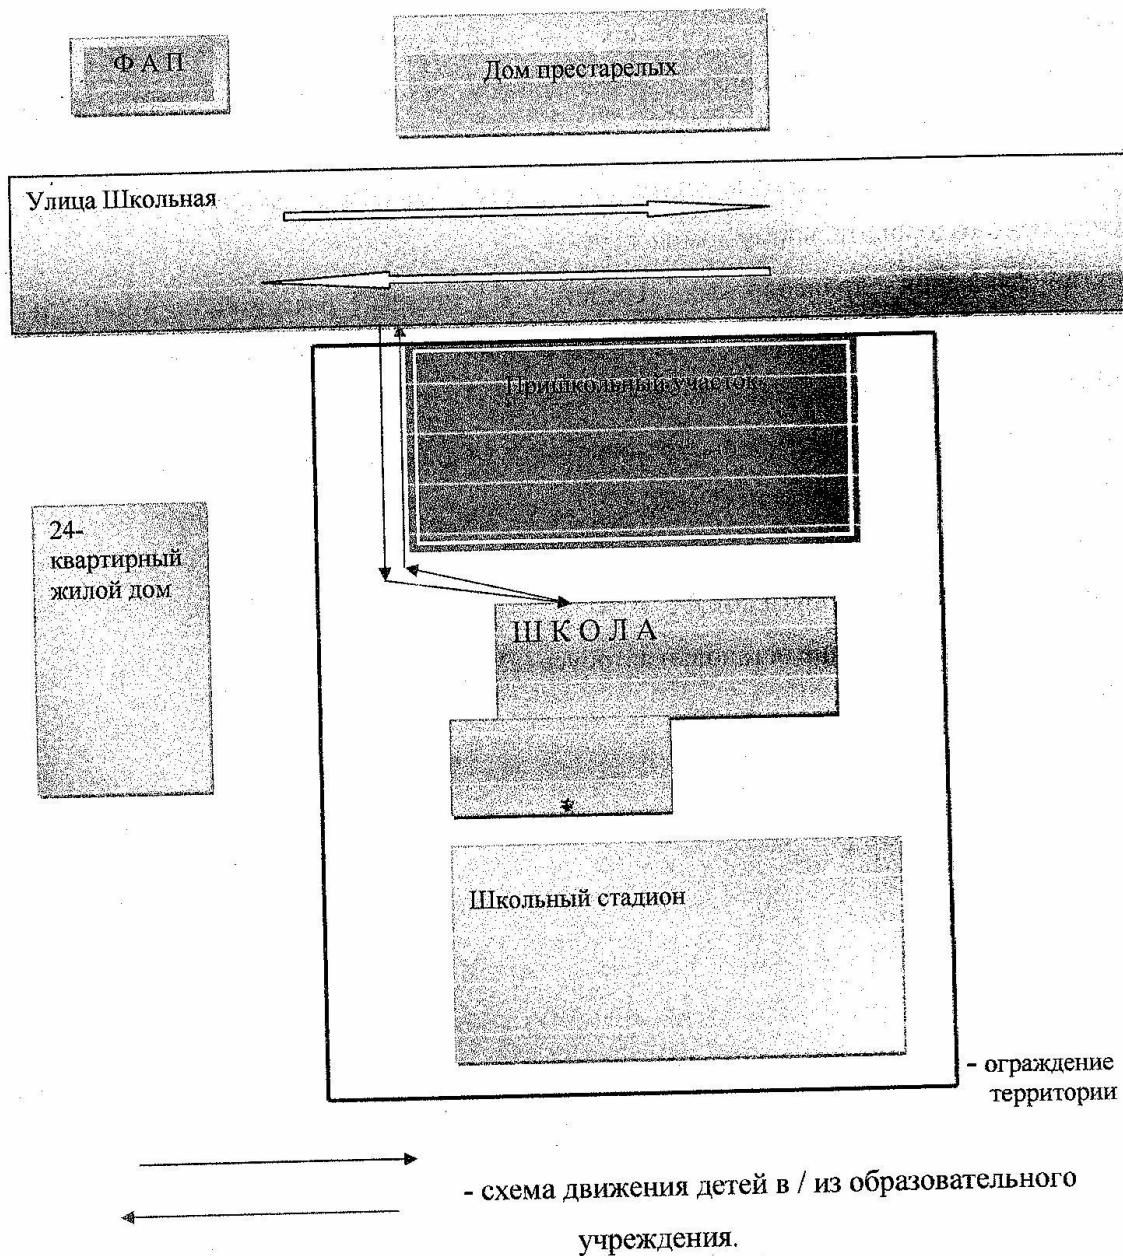 Ф А П
Дом престарелых
Улица Школьная
Пришкольный участок
24-
квартирный
жилой дом
Ш К О Л А
Школьный стадион
- ограждение
территории
- схема движения детей в / из образовательного
учреждения.